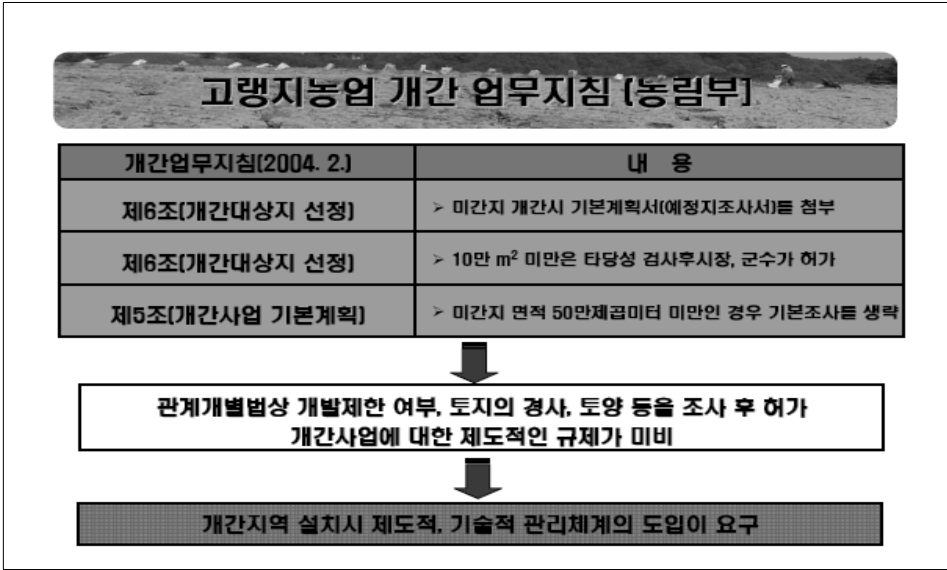 고랭지농업 개간 업무지침 [농림부]
개간업무지침(2004. 2.)
내 용
제6조(개간대상지 선정)
➢ 미간지 개간시 기본계획서(예정지조사서)를 첨부
제6조(개간대상지 선정)
➢ 10만 m² 미만은 타당성 검사후시장, 군수가 허가
제5조(개간사업 기본계획)
➢ 미간지 면적 50만제곱미터 미만인 경우 기본조사를 생략
관계개별법상 개발제한 여부, 토지의 경사, 토양 등을 조사 후 허가
개간사업에 대한 제도적인 규제가 미비
개간지역 설치시 제도적, 기술적 관리체계의 도입이 요구